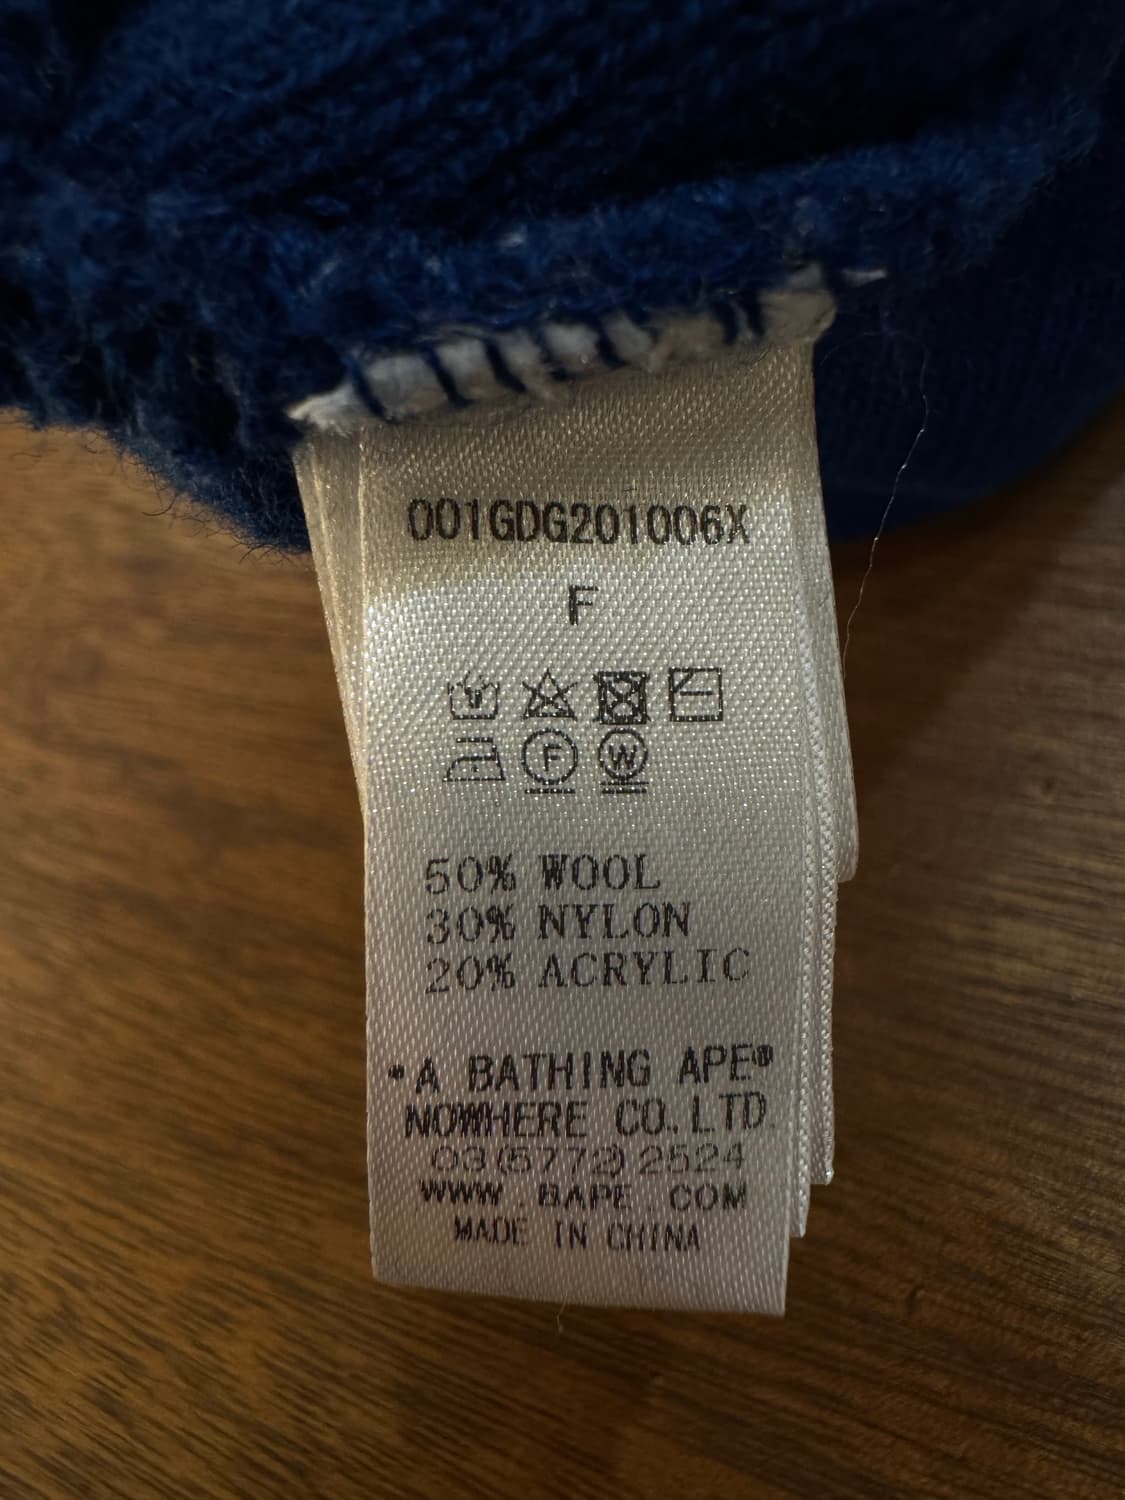 001GDG201006X
F
F W
50% WOOL
30% NYLON
20% ACRYLIC
*A BATHING APE®
NOWHERE CO.LTD.
03(5772)2524
WWW.BAPE.COM
MADE IN CHINA